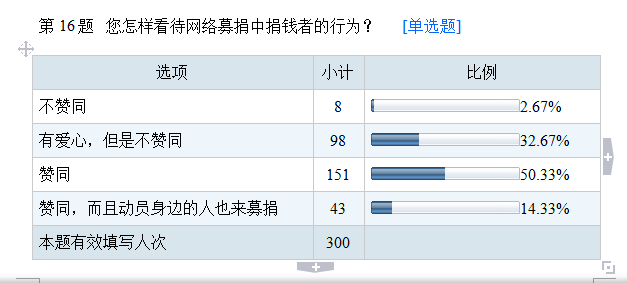 第 16题 您怎样看待网络募捐中捐钱者的行为？ [单选题]
选项 小计 比例
不赞同 8 2.67%
有爱心，但是不赞同 98 32.67%
赞同 151 50.33%
赞同，而且动员身边的人也来募捐 43 14.33%
本题有效填写人次 300